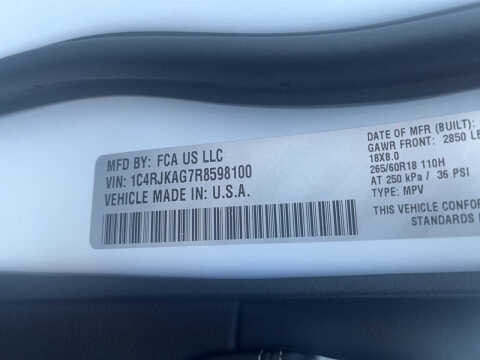 MFD BY: FCA US LLC
VIN: 1C4RJKAG7R8598100
VEHICLE MADE IN: U.S.A.
DATE OF MFR (BUILT):
GAWR FRONT: 2850 LB
18X8.0
265/60R18 110H
AT 250 kPa / 36 PSI
TYPE: MPV
THIS VEHICLE CONFOR
STANDARDS